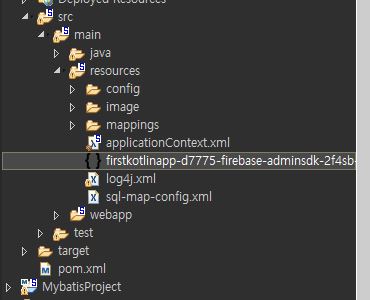 Deployed Resources
src
main
java
resources
config
image
mappings
applicationContext.xml
firstkotlinapp-d7775-firebase-adminsdk-2f4sb-
log4j.xml
sql-map-config.xml
webapp
test
target
pom.xml
MybatisProject